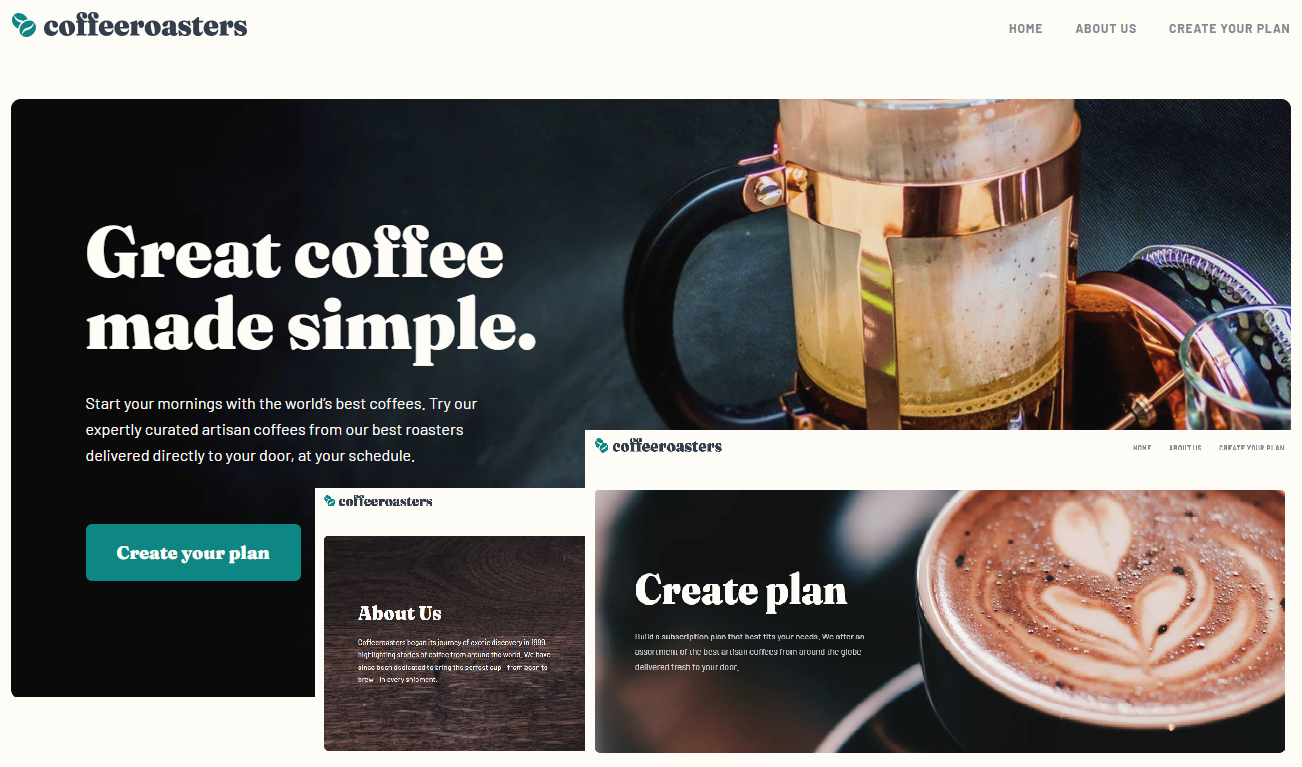 coffeeroasters
HOME ABOUT US CREATE YOUR PLAN
Great coffee
made simple.
Start your mornings with the world's best coffees. Try our
expertly curated artisan coffees from our best roasters
delivered directly to your door, at your schedule.
Create your plan
coffeeroasters
About Us
Coffeeroasters began its journey of exotic discovery in 1999,
highlighting stories of coffee from around the world. We have
since been dedicated to bring the perfect cup - from bean to
brew - in every shipment.
coffeeroasters
HOME ABOUT US CREATE YOUR PLAN
Create plan
Build a subscription plan that best fits your needs. We offer an
assortment of the best artisan coffees from around the globe
delivered fresh to your door.